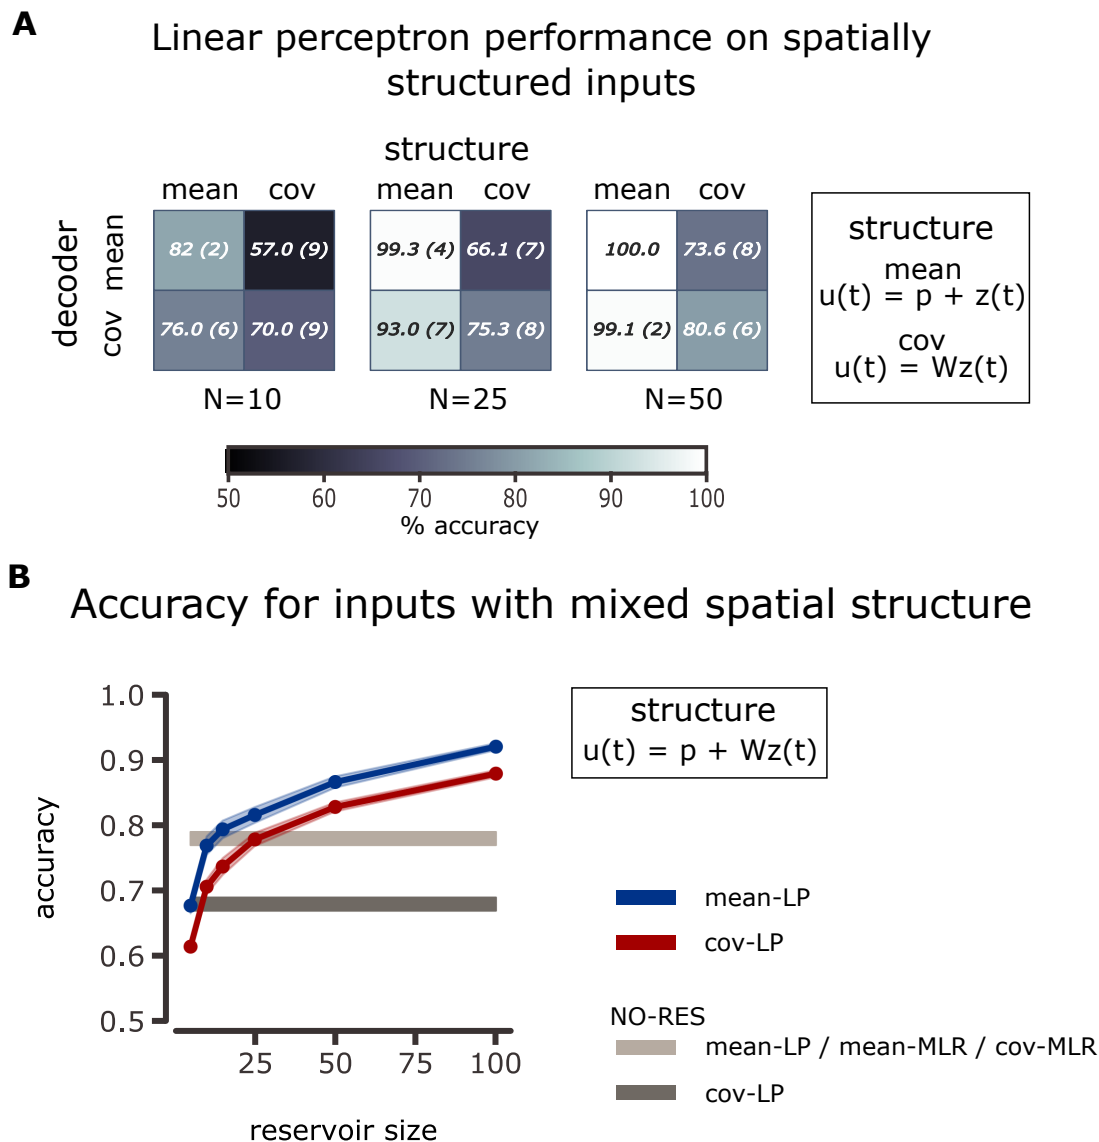 A
Linear perceptron performance on spatially
structured inputs
structure
mean cov mean cov mean cov
decoder
mean
cov
82 (2) 57.0 (9) 99.3 (4) 66.1 (7) 100.0 73.6 (8)
76.0 (6) 70.0 (9) 93.0 (7) 75.3 (8) 99.1 (2) 80.6 (6)
N=10 N=25 N=50
structure
mean
u(t) = p + z(t)
cov
u(t) = Wz(t)
50 60 70 80 90 100
% accuracy
B
Accuracy for inputs with mixed spatial structure
1.0
0.9
0.8
0.7
0.6
0.5
accuracy
25 50 75 100
reservoir size
structure
u(t) = p + Wz(t)
mean-LP
cov-LP
NO-RES
mean-LP / mean-MLR / cov-MLR
cov-LP